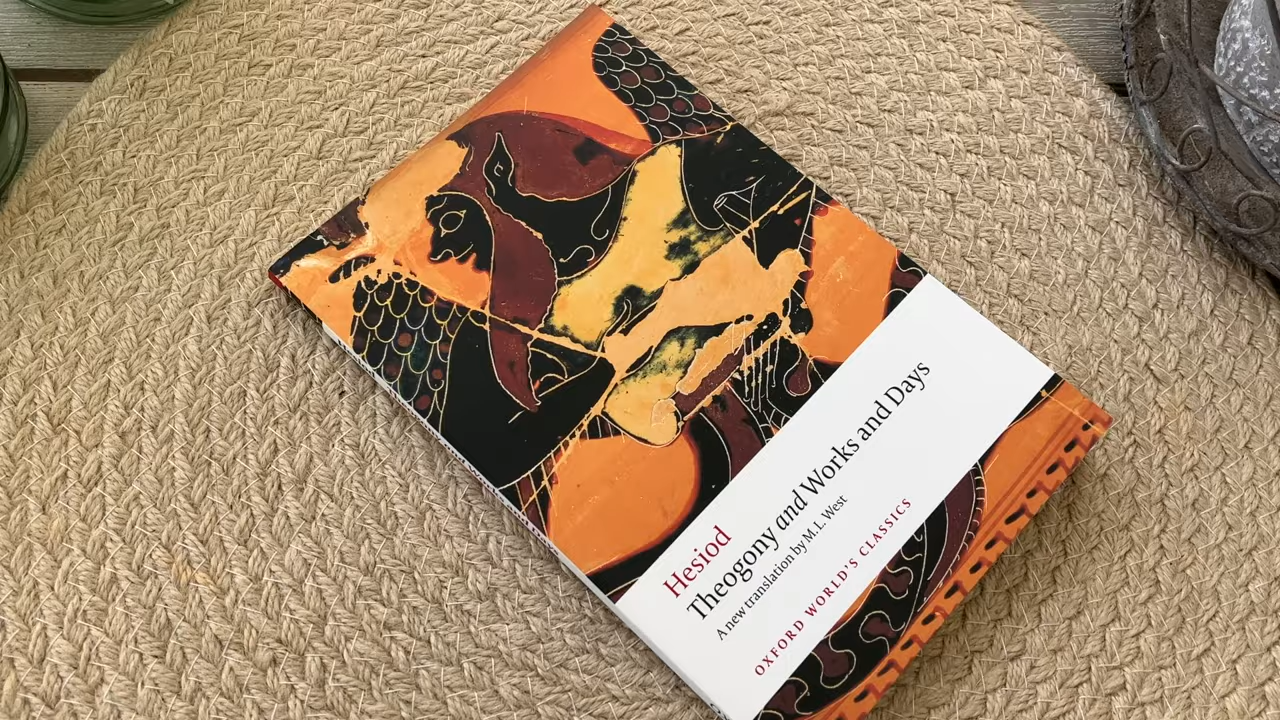 Hesiod
Theogony and Works and Days
A new translation by M. L. West
OXFORD WORLD'S CLASSICS